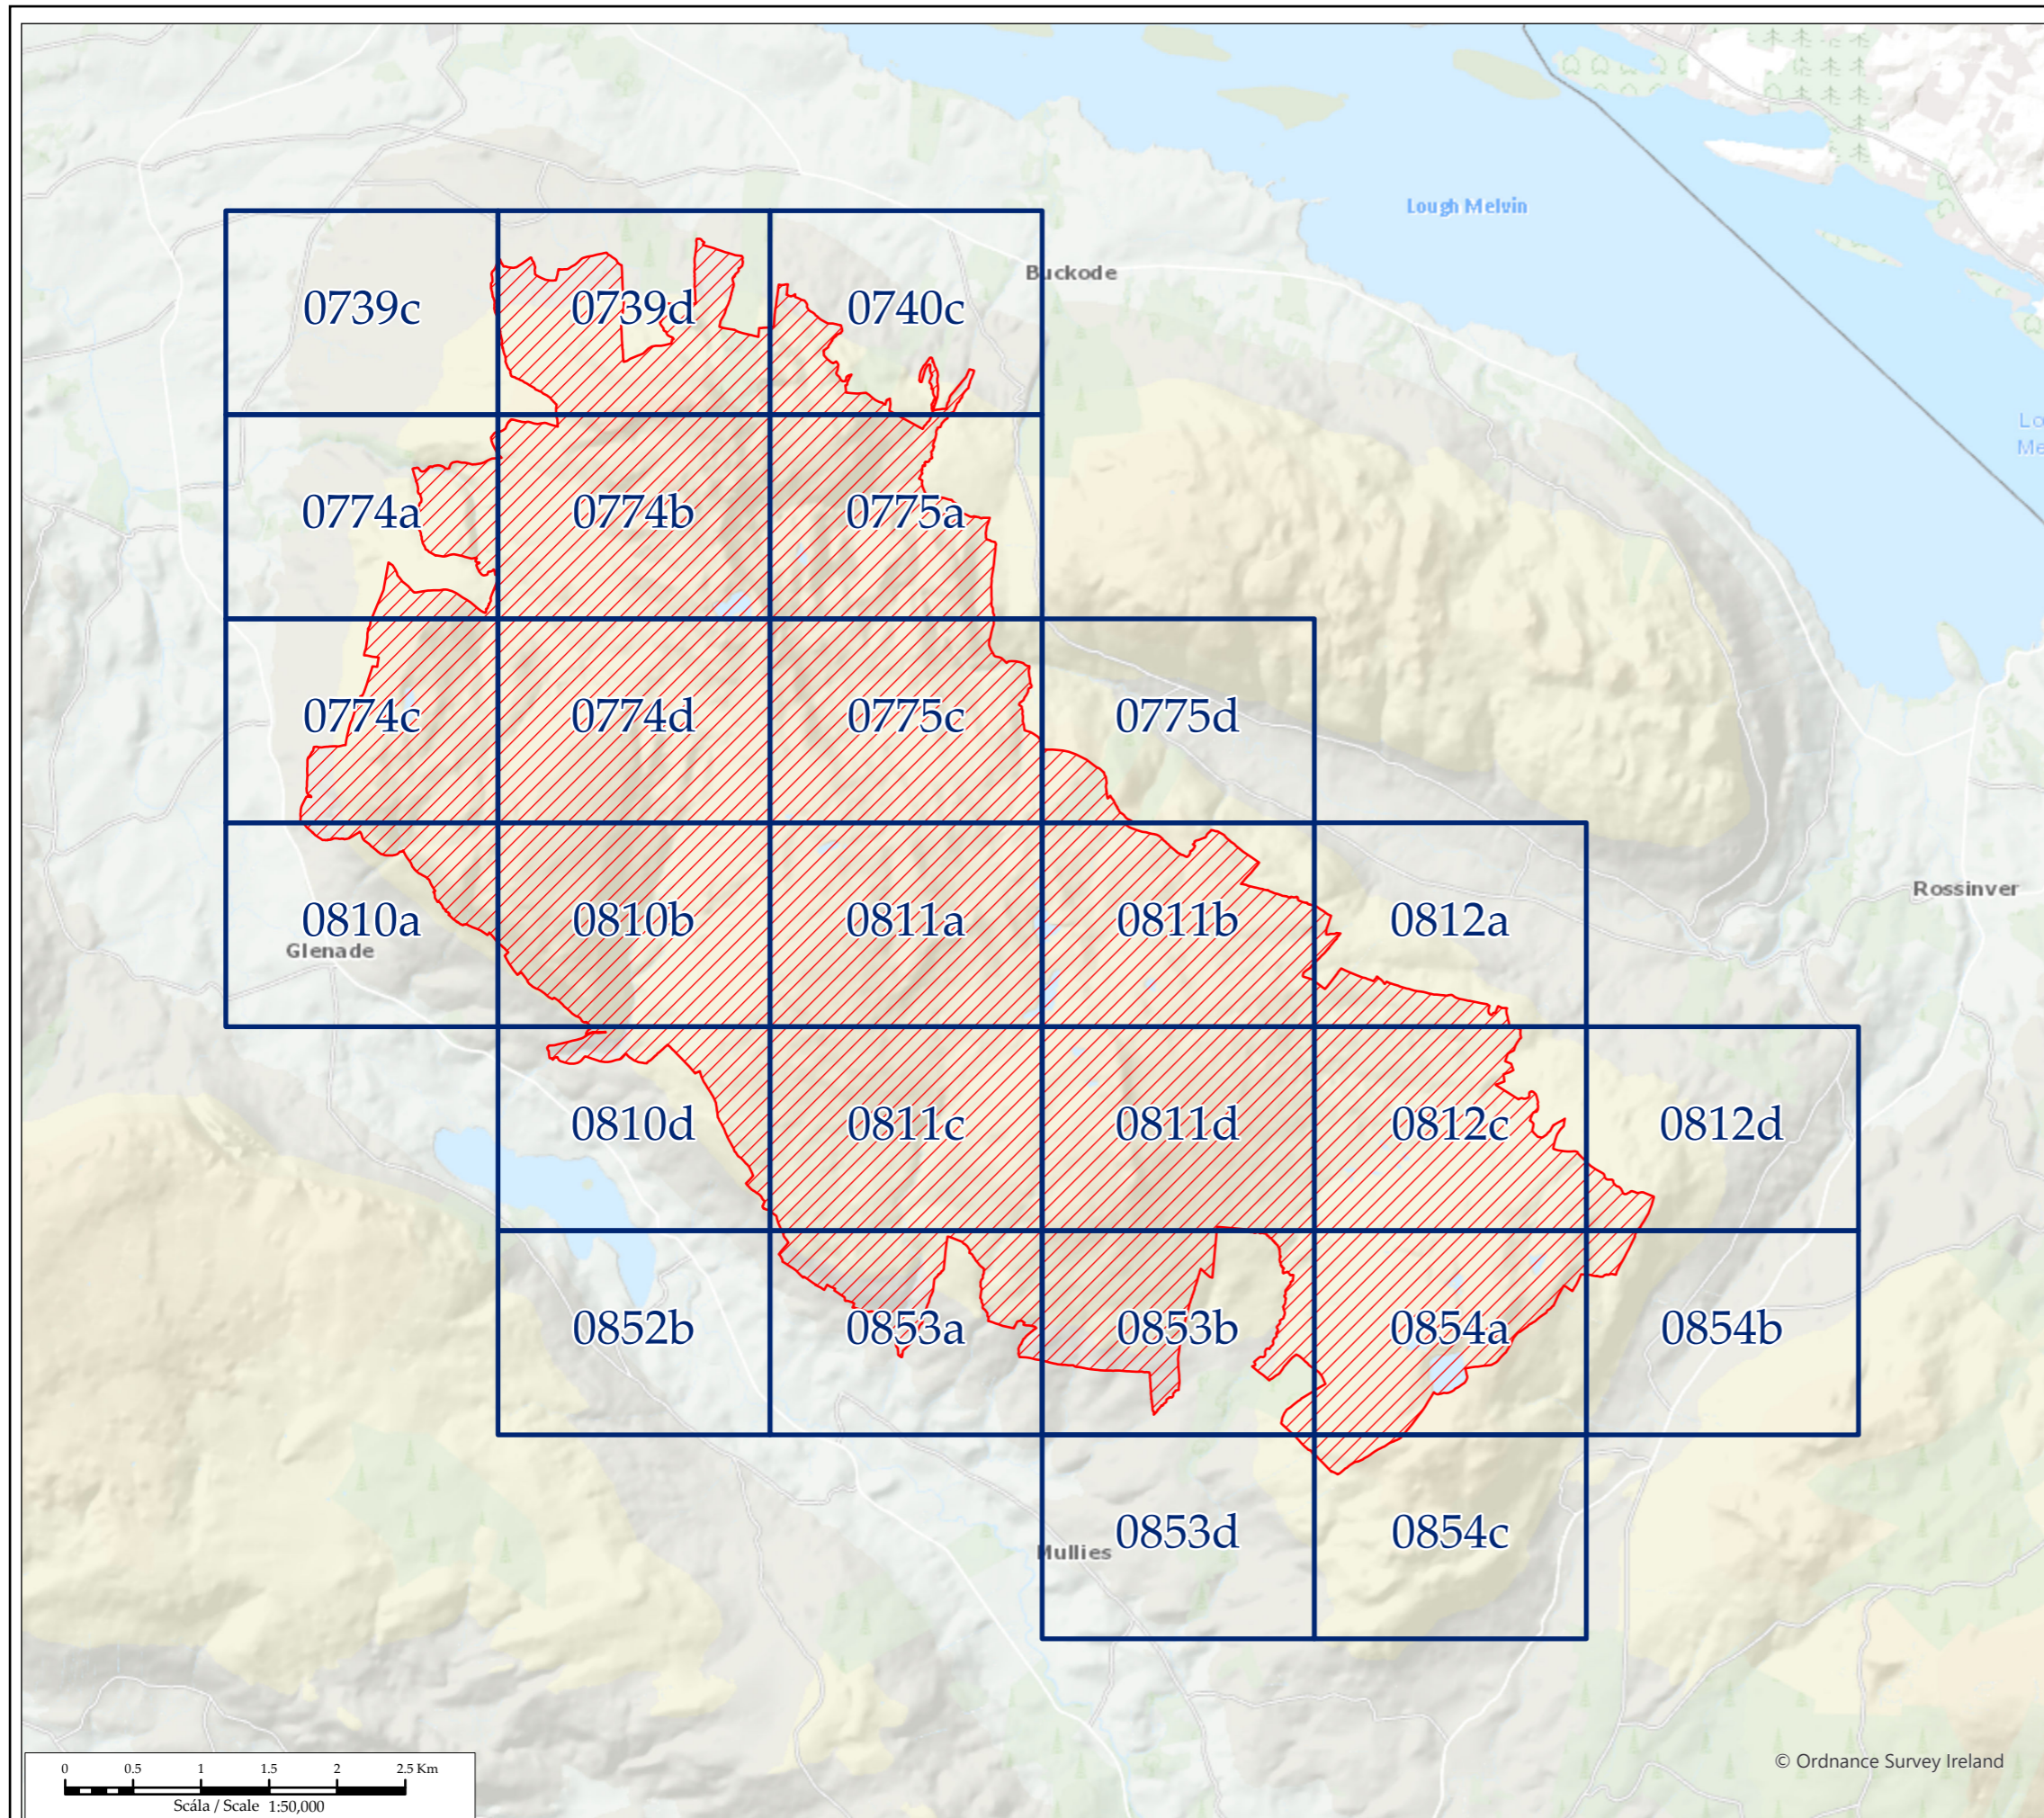 Lough Melvin
Buckode
0739c
0739d
0740c
Lo
Me
0774a
0774b
0775a
0774c
0774d
0775c
0775d
0810a
0810b
0811a
0811b
0812a
Rossinver
Glenade
0810d
0811c
0811d
0812c
0812d
0852b
0853a
0853b
0854a
0854b
0853d
0854c
Mullies
© Ordnance Survey Ireland
0 0.5 1 1.5 2 2.5 Km
Scála / Scale 1:50,000